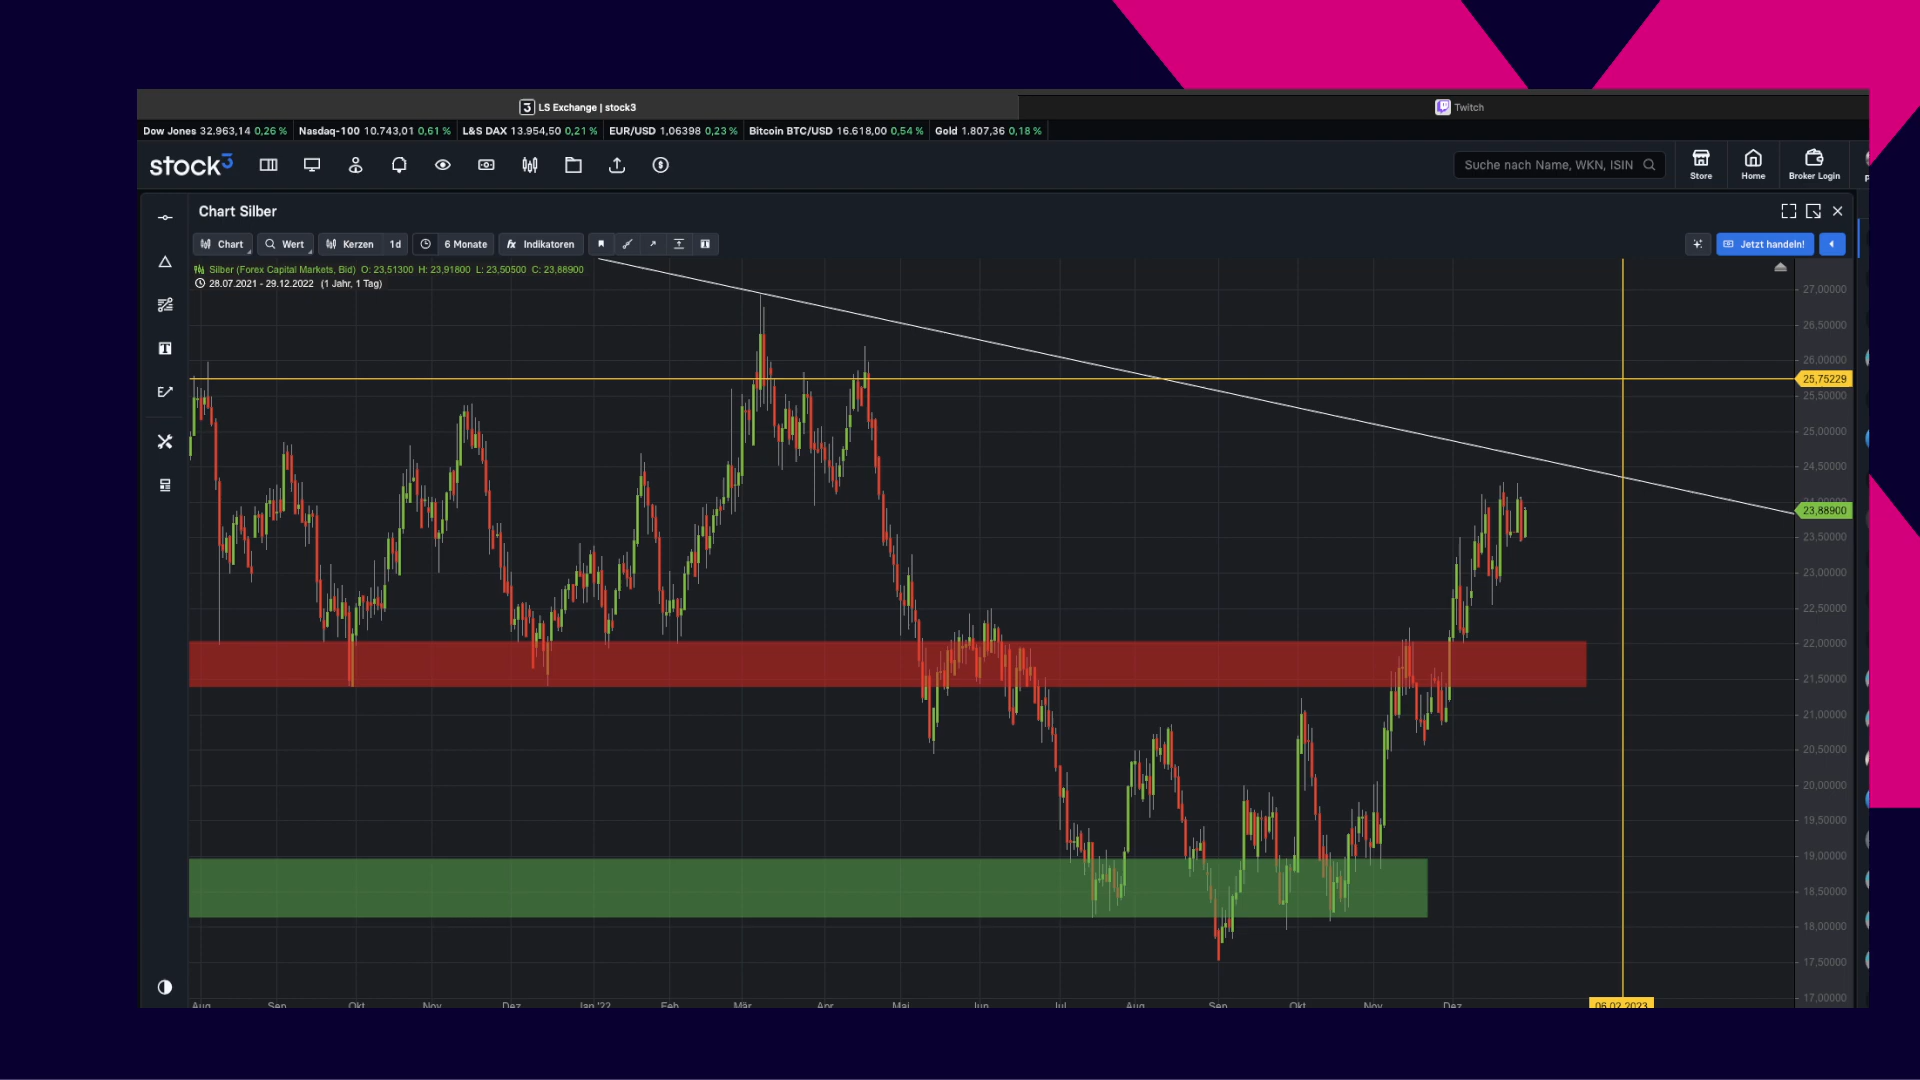 LS Exchange | stock3
Twitch
Dow Jones 32.963,14 0,26 % Nasdaq-100 10.743,01 0,61 % L&S DAX 13.954,50 0,21 % EUR/USD 1,06398 0,23 % Bitcoin BTC/USD 16.618,00 0,54 % Gold 1.807,36 0,18 %
stock3
Suche nach Name, WKN, ISIN
Store
Home
Broker Login
Chart Silber
Chart Wert Kerzen 1d 6 Monate fx Indikatoren
Jetzt handeln!
Silber (Forex Capital Markets, Bid) O: 23,51300 H: 23,91800 L: 23,50500 C: 23,88900
28.07.2021 - 29.12.2022 (1 Jahr, 1 Tag)
27,00000
26,50000
26,00000
25,75229
25,50000
25,00000
24,50000
24,00000
23,88900
23,50000
23,00000
22,50000
22,00000
21,50000
21,00000
20,50000
20,00000
19,50000
19,00000
18,50000
18,00000
17,50000
17,00000
Aug Sep Okt Nov Dez Jan '22 Feb Mär Apr Mai Jun Jul Aug Sep Okt Nov Dez 06.02.2023